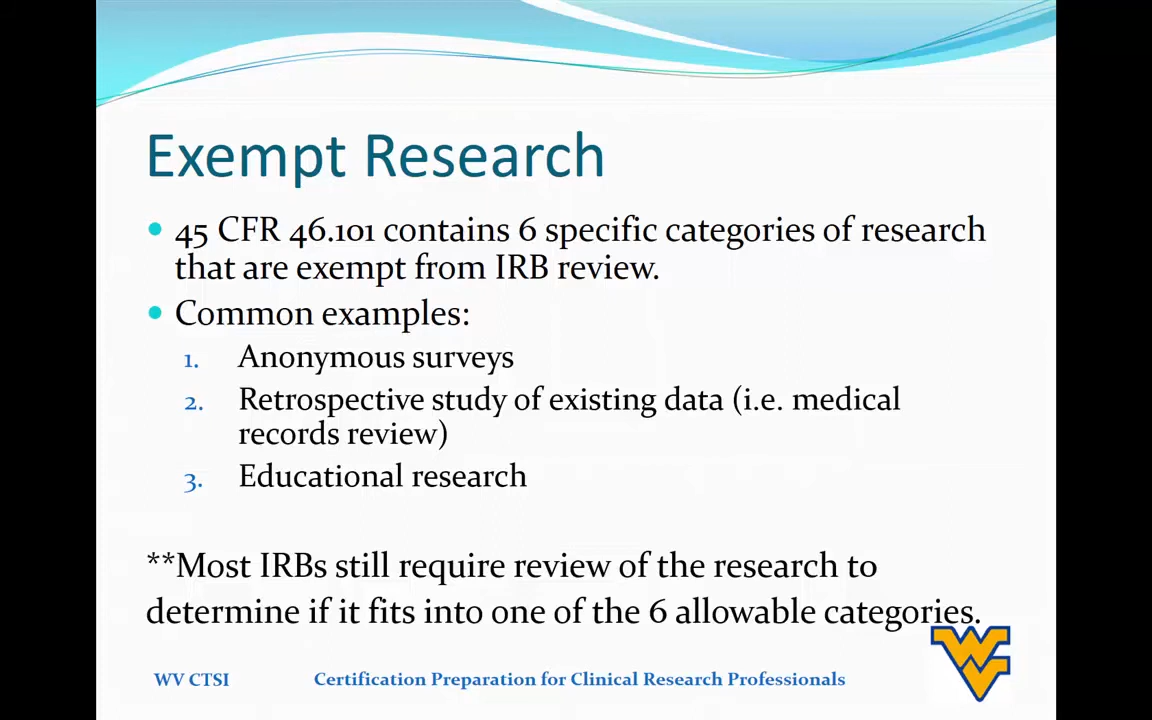 Exempt Research
• 45 CFR 46.101 contains 6 specific categories of research
that are exempt from IRB review.
• Common examples:
1. Anonymous surveys
2. Retrospective study of existing data (i.e. medical
records review)
3. Educational research
**Most IRBs still require review of the research to
determine if it fits into one of the 6 allowable categories.
WV CTSI Certification Preparation for Clinical Research Professionals
WV